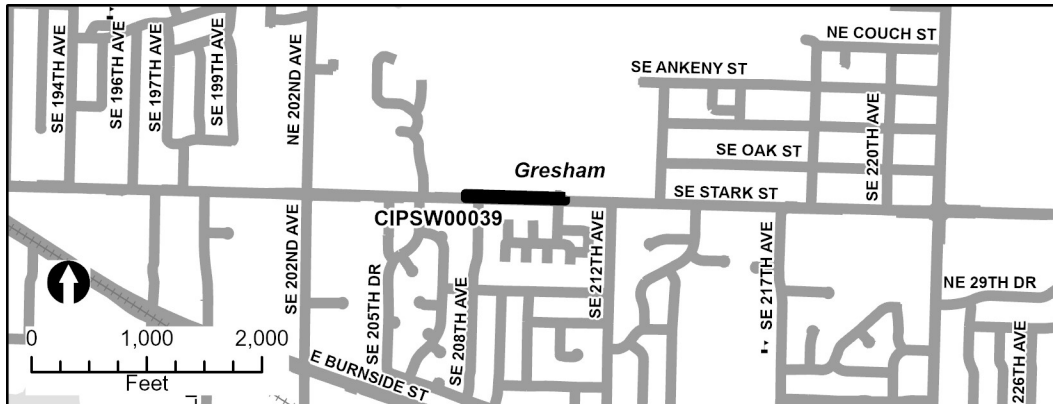 NE COUCH ST
SE ANKENY ST
SE 194TH AVE
SE 196TH AVE
SE 197TH AVE
SE 199TH AVE
NE 202ND AVE
SE OAK ST
SE 220TH AVE
Gresham
SE STARK ST
CIPSW00039
SE 202ND AVE
SE 205TH DR
SE 208TH AVE
SE 212TH AVE
SE 217TH AVE
NE 29TH DR
226TH AVE
E BURNSIDE ST
0 1,000 2,000
Feet